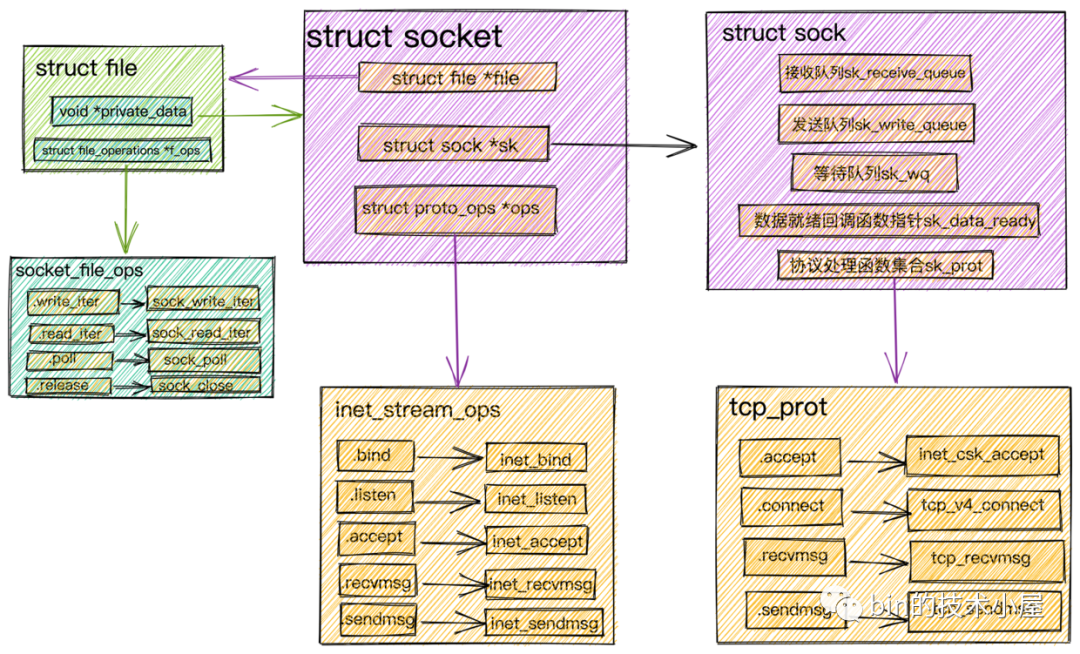 struct file
void *private_data
struct file_operations *f_ops
socket_file_ops
.write_iter
sock_write_iter
.read_iter
sock_read_iter
.poll
sock_poll
.release
sock_close
struct socket
struct file *file
struct sock *sk
struct proto_ops *ops
inet_stream_ops
.bind
inet_bind
.listen
inet_listen
.accept
inet_accept
.recvmsg
inet_recvmsg
.sendmsg
inet_sendmsg
struct sock
接收队列sk_receive_queue
发送队列sk_write_queue
等待队列sk_wq
数据就绪回调函数指针sk_data_ready
协议处理函数集合sk_prot
tcp_prot
.accept
inet_csk_accept
.connect
tcp_v4_connect
.recvmsg
tcp_recvmsg
.sendmsg
tcp_sendmsg
bin的技术小屋